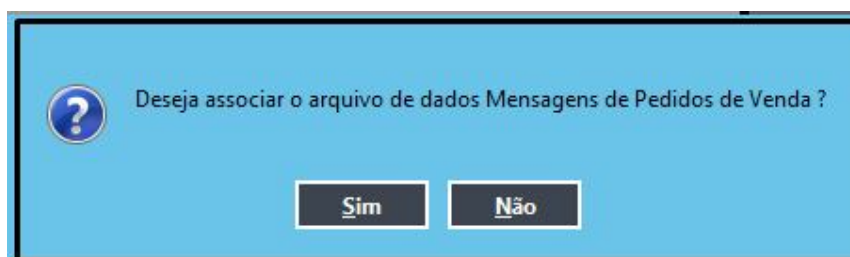 Deseja associar o arquivo de dados Mensagens de Pedidos de Venda ?
Sim Não